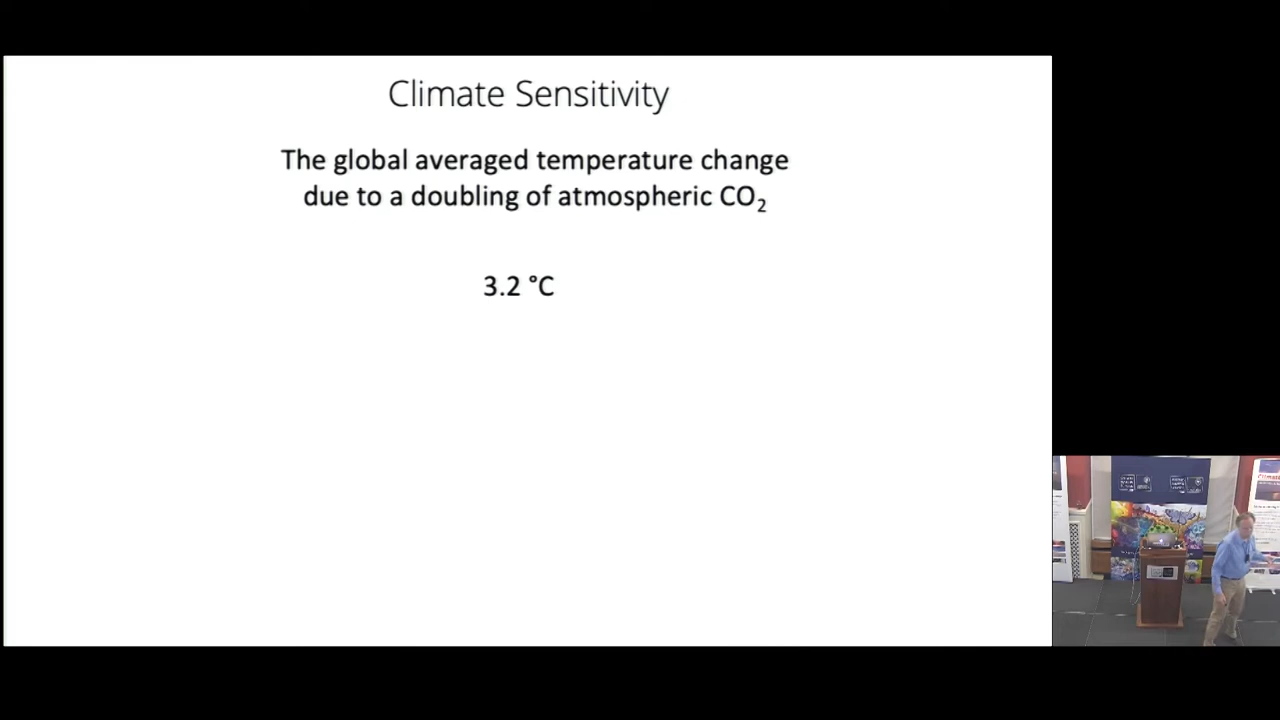 Climate Sensitivity
The global averaged temperature change
due to a doubling of atmospheric CO₂
3.2 °C